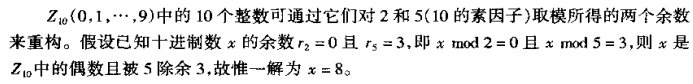 Z₁₀(0,1,⋯,9)中的 10 个整数可通过它们对 2 和 5(10 的素因子)取模所得的两个余数
来重构。假设已知十进制数 x 的余数 r₂ = 0 且 r₅ = 3,即 x mod 2 = 0 且 x mod 5 = 3,则 x 是
Z₁₀中的偶数且被 5 除余 3,故惟一解为 x = 8。